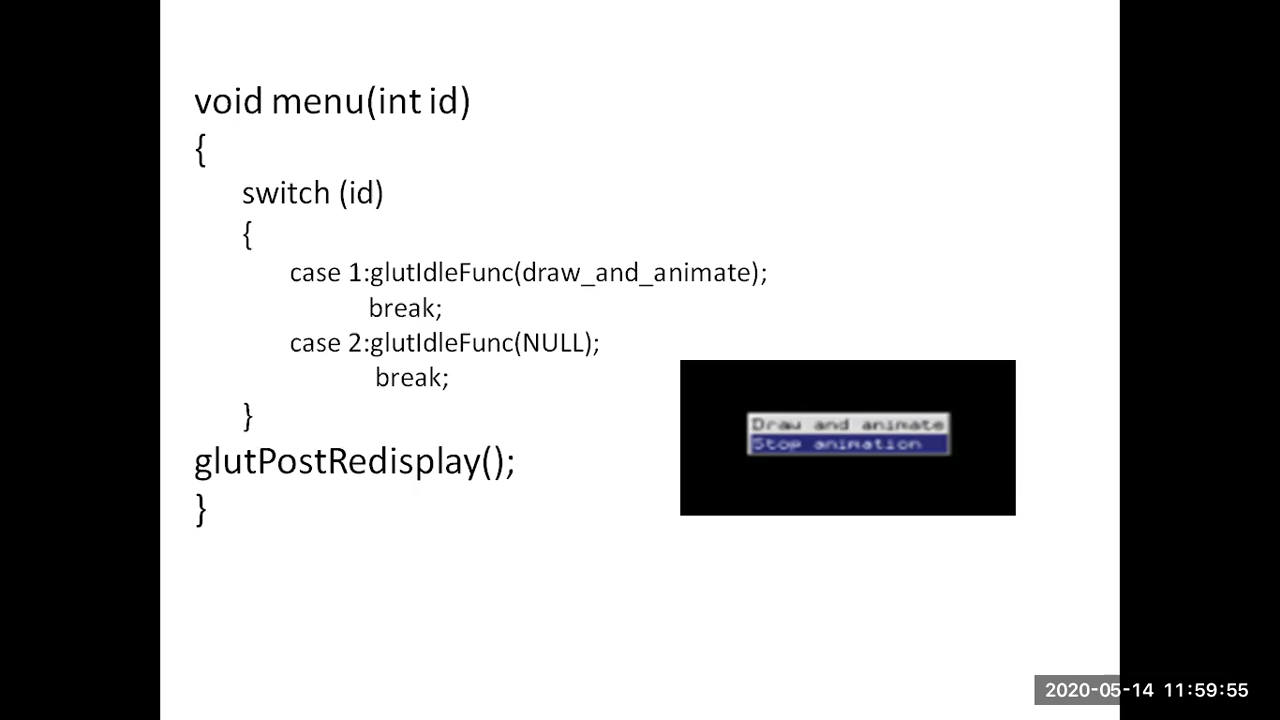 void menu(int id)
{
switch (id)
{
case 1:glutIdleFunc(draw_and_animate);
break;
case 2:glutIdleFunc(NULL);
break;
}
glutPostRedisplay();
}
Draw and animate
Stop animation
2020-05-14 11:59:55